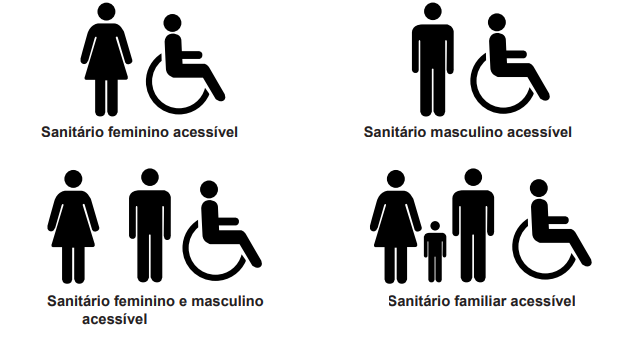 Sanitário feminino acessível
Sanitário masculino acessível
Sanitário feminino e masculino
acessível
Sanitário familiar acessível